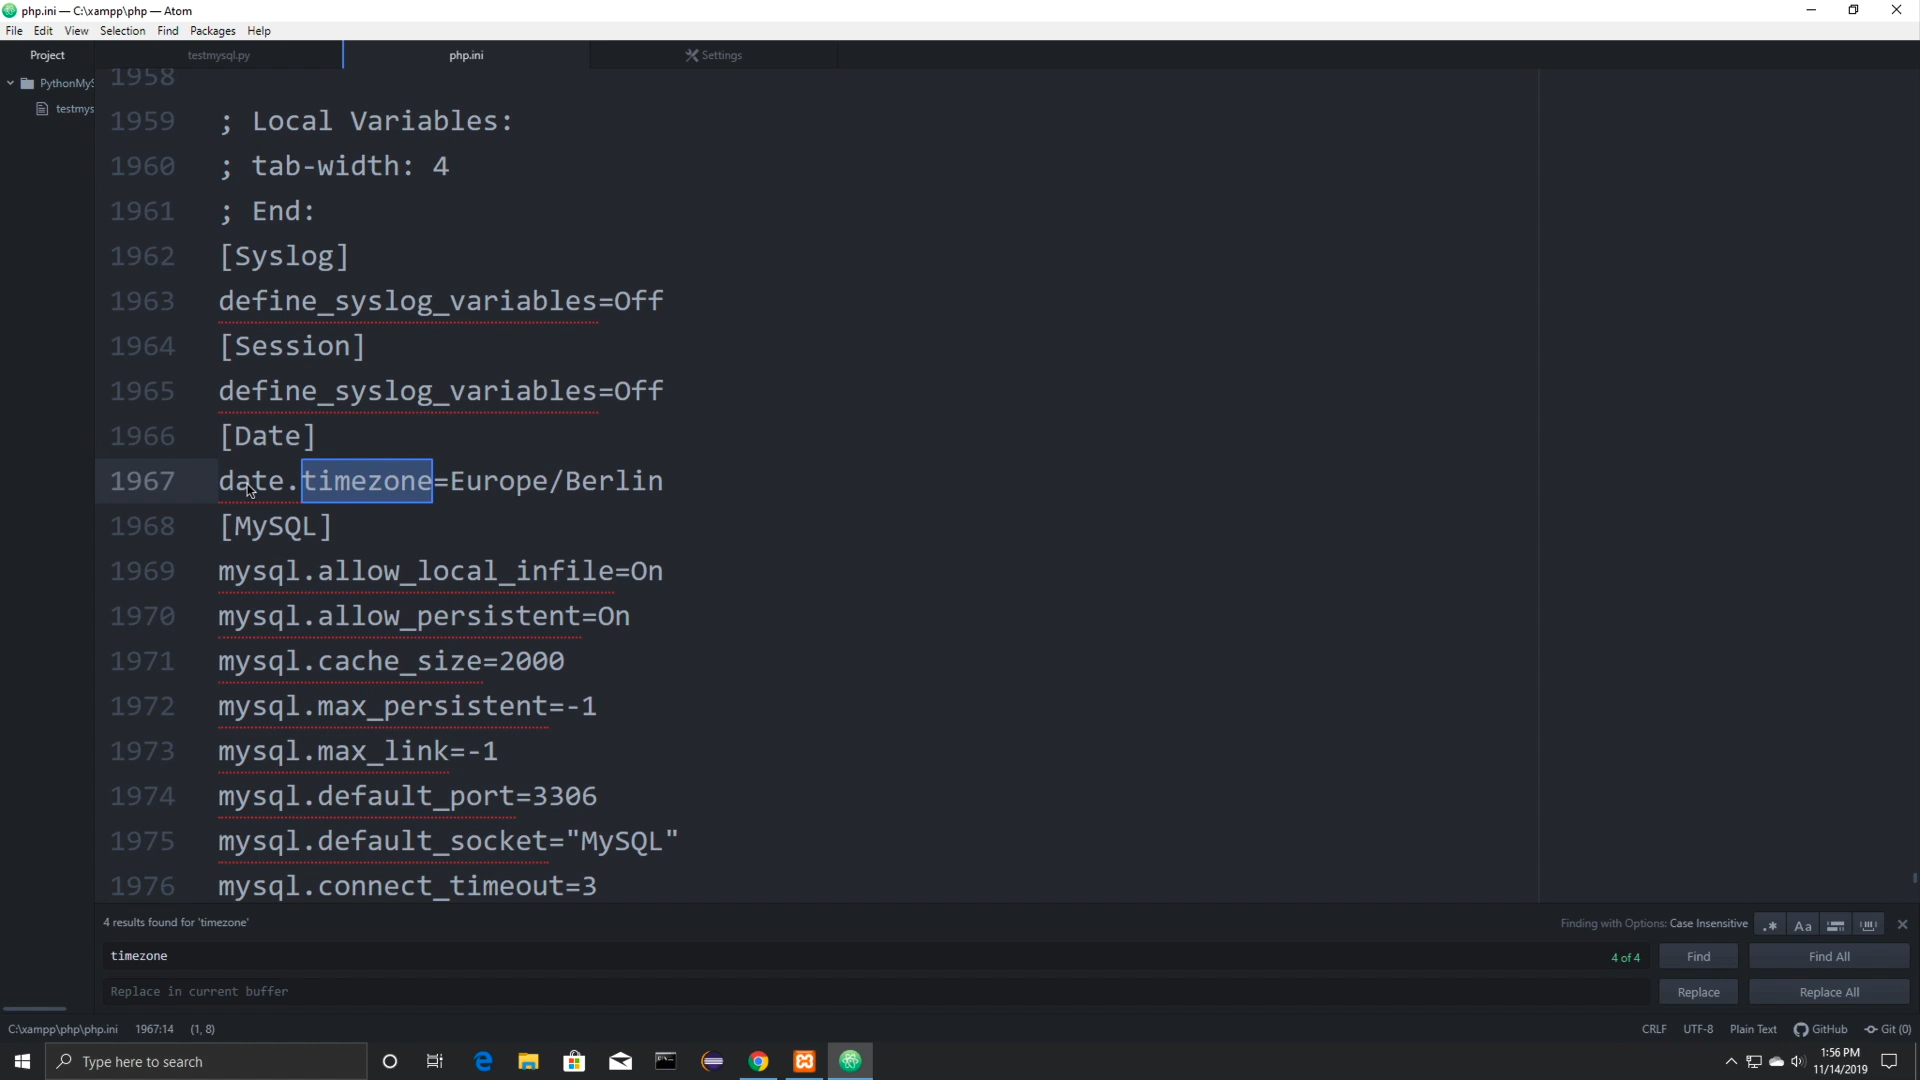 php.ini — C:\xampp\php — Atom
File Edit View Selection Find Packages Help
Project testmysql.py php.ini Settings
PythonMyS
testmys
1958
1959 ; Local Variables:
1960 ; tab-width: 4
1961 ; End:
1962 [Syslog]
1963 define_syslog_variables=Off
1964 [Session]
1965 define_syslog_variables=Off
1966 [Date]
1967 date.timezone=Europe/Berlin
1968 [MySQL]
1969 mysql.allow_local_infile=On
1970 mysql.allow_persistent=On
1971 mysql.cache_size=2000
1972 mysql.max_persistent=-1
1973 mysql.max_link=-1
1974 mysql.default_port=3306
1975 mysql.default_socket="MySQL"
1976 mysql.connect_timeout=3
4 results found for 'timezone' Finding with Options: Case Insensitive .* Aa
timezone 4 of 4 Find Find All
Replace in current buffer Replace Replace All
C:\xampp\php\php.ini 1967:14 (1, 8) CRLF UTF-8 Plain Text GitHub Git (0)
Type here to search 1:56 PM
11/14/2019